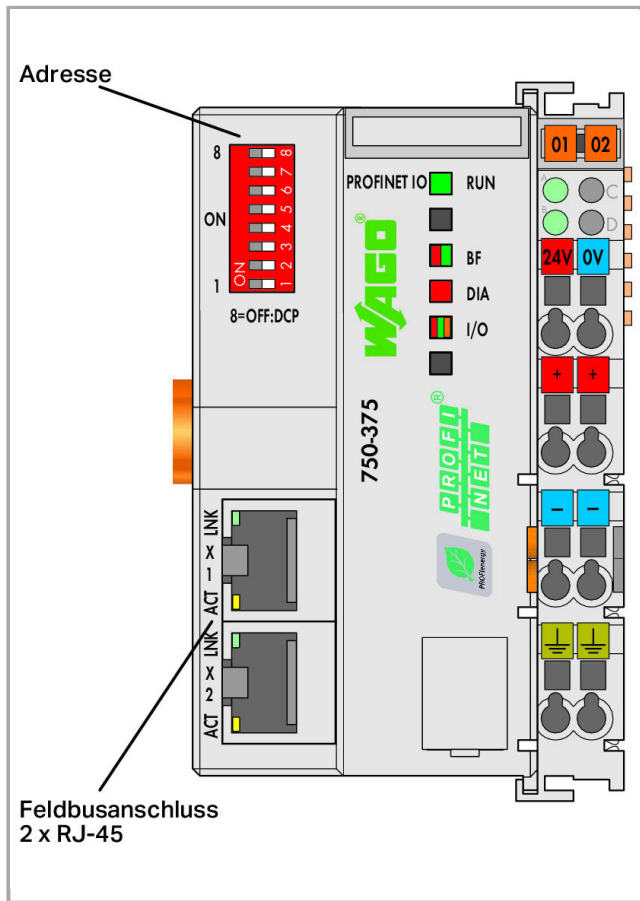 Adresse
8
ON
1
ON
1 2 3 4 5 6 7 8
8=OFF:DCP
PROFINET IO RUN
BF
DIA
I/O
WAGO®
750-375
PROFI®
NET
PROFIenergy
LNK
X 1
ACT
LNK
X 2
ACT
01 02
A C
B D
24V 0V
+ +
– –
Feldbusanschluss
2 x RJ-45